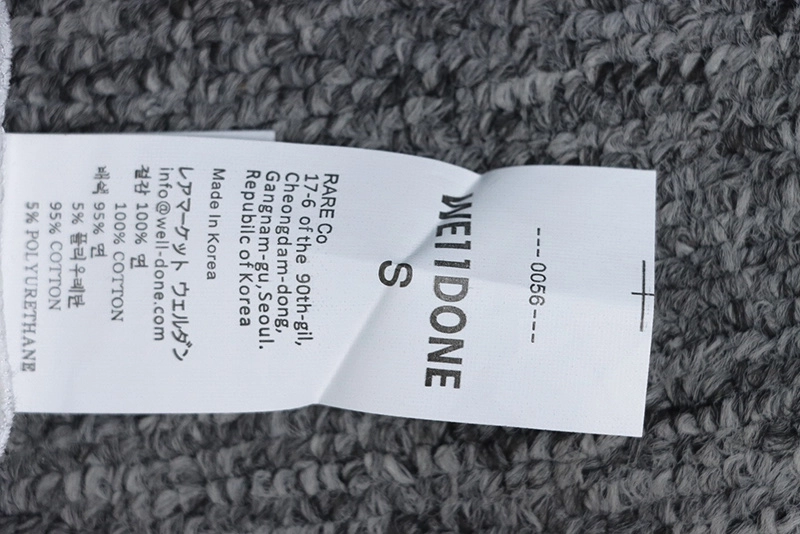 ---0056---
WE11DONE
S
RARE Co
17-6 of the 90th-gil,
Cheongdam-dong,
Gangnam-gu,Seoul.
Republic of Korea
Made In Korea
レアマーケット ウェルダン
info@well-done.com
겉감 100% 면
100% COTTON
배색 95% 면
5% 폴리우레탄
95% COTTON
5% POLYURETHANE